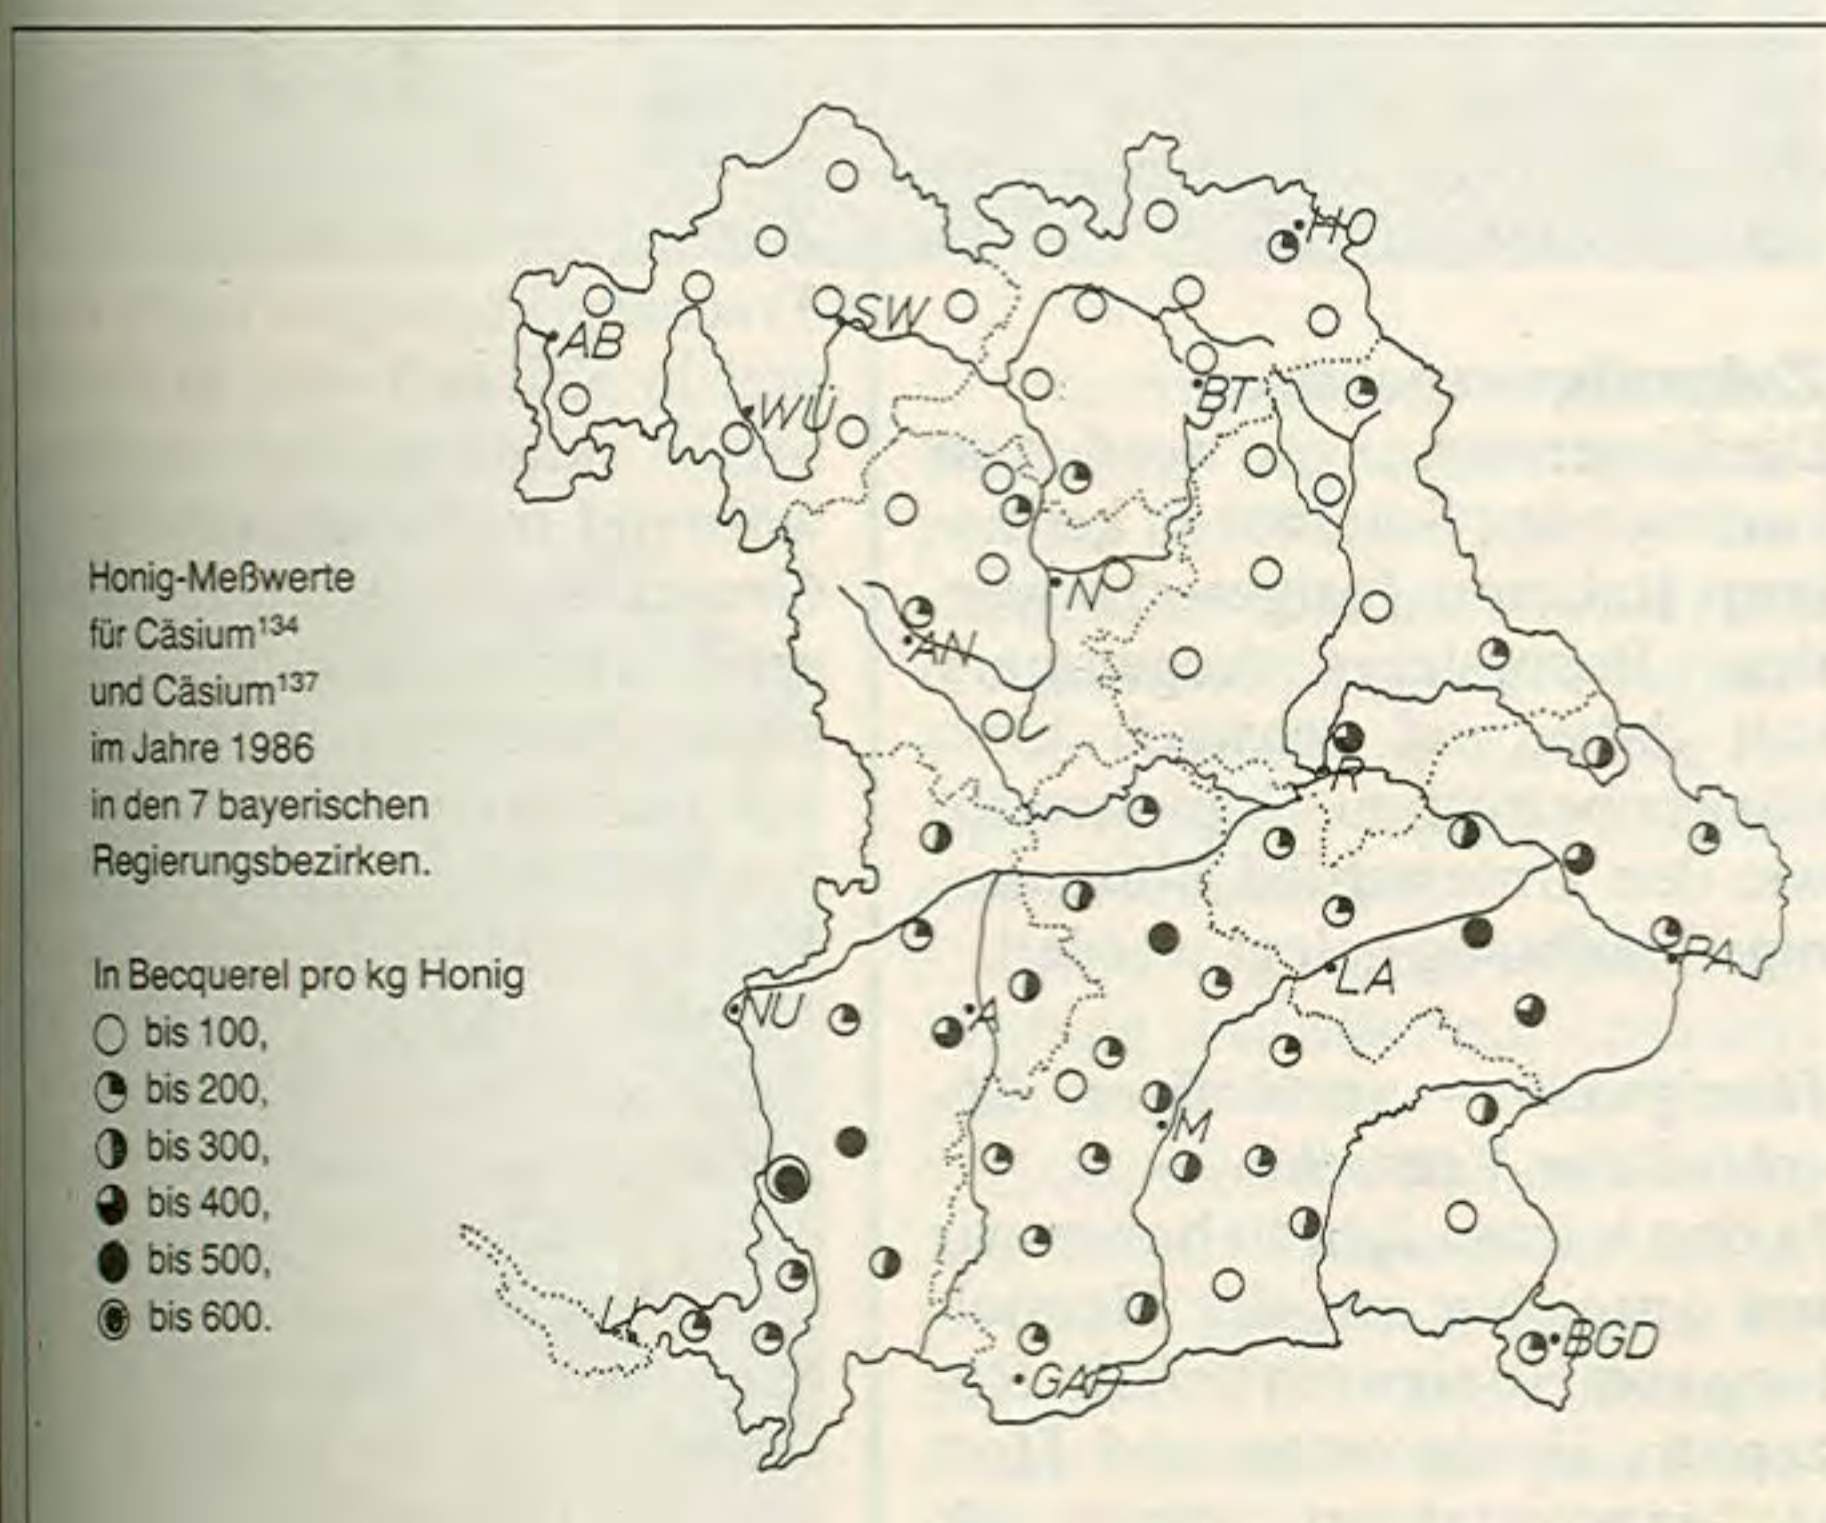 Honig-Meßwerte
für Cäsium¹³⁴
und Cäsium¹³⁷
im Jahre 1986
in den 7 bayerischen
Regierungsbezirken.
In Becquerel pro kg Honig
bis 100,
bis 200,
bis 300,
bis 400,
bis 500,
bis 600.
HO
SW
AB
BT
WÜ
N
AN
R
PA
LA
NU
A
M
LI
BGD
GAP